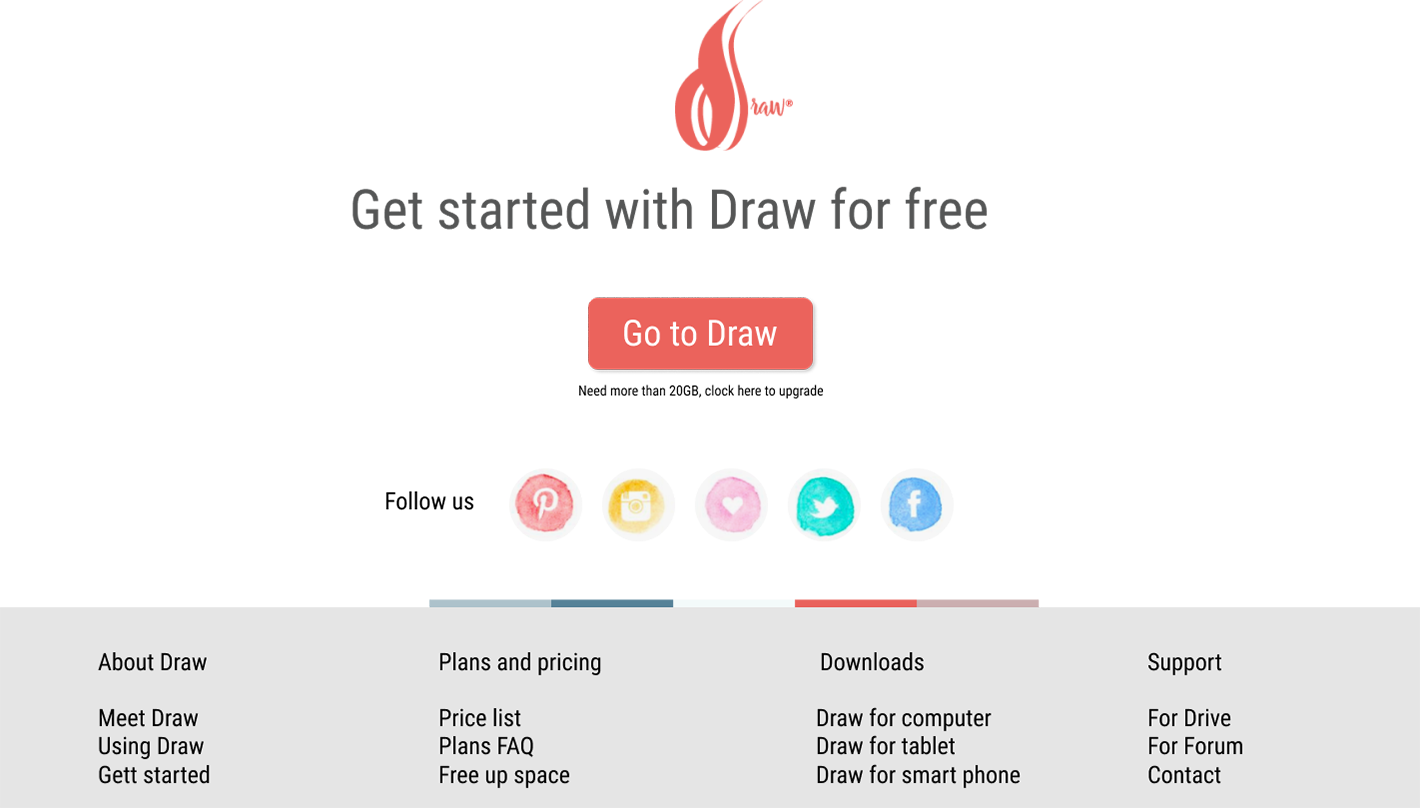 raw®
Get started with Draw for free
Go to Draw
Need more than 20GB, clock here to upgrade
Follow us
About Draw
Plans and pricing
Downloads
Support
Meet Draw
Price list
Draw for computer
For Drive
Using Draw
Plans FAQ
Draw for tablet
For Forum
Gett started
Free up space
Draw for smart phone
Contact